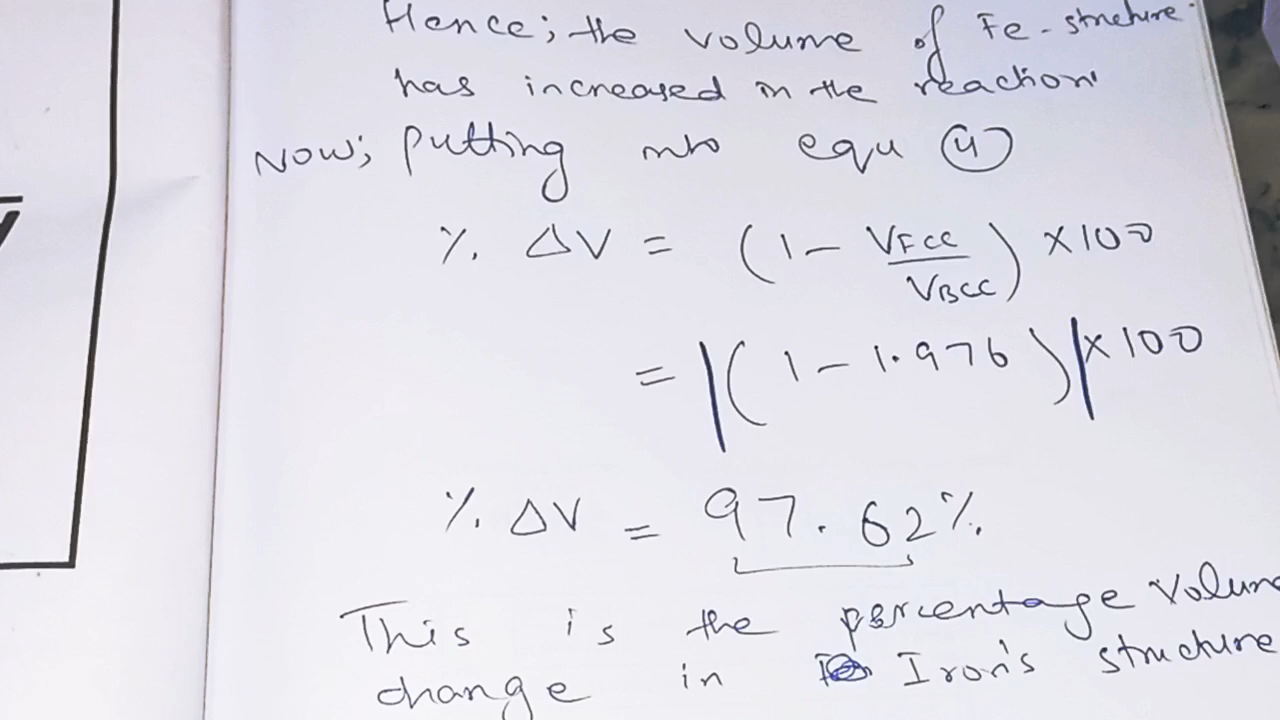 Hence; the volume of Fe-structure.
has increased in the reaction
Now; putting into equ ④
%. ΔV = (1 - VFCC/VBCC) × 100
= |(1 - 1.976)| × 100
%. ΔV = 97.62%.
This is the percentage Volume
change in Iron's structure